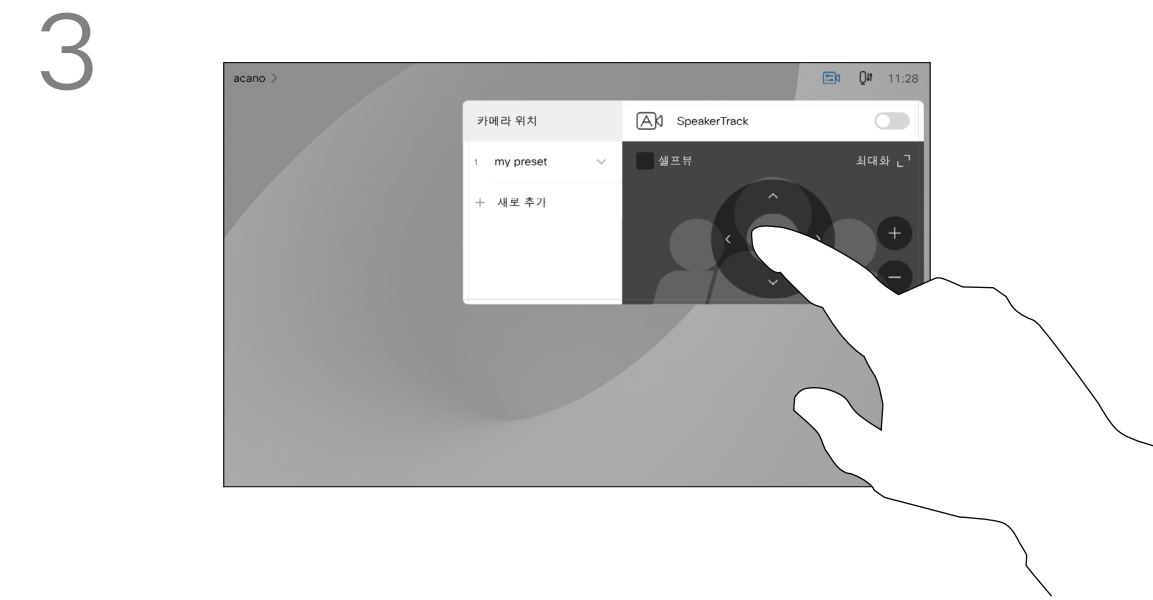 3
acano >
11:28
카메라 위치
SpeakerTrack
1 my preset
셀프뷰
최대화
+ 새로 추가